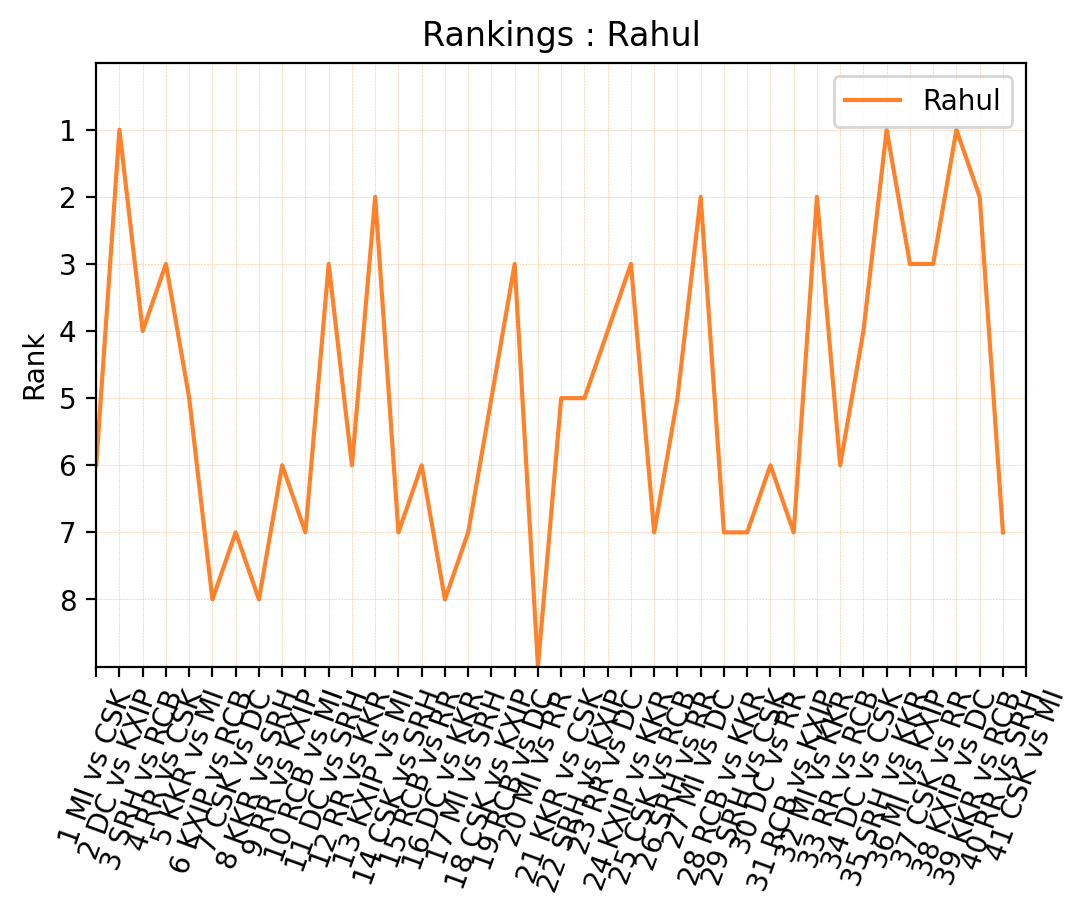 Rankings : Rahul
Rahul
Rank
1
2
3
4
5
6
7
8
1 MI vs CSK
2 DC vs KXIP
3 SRH vs RCB
4 RR vs CSK
5 KKR vs MI
6 KXIP vs RCB
7 CSK vs DC
8 KKR vs SRH
9 RR vs KXIP
10 RCB vs MI
11 DC vs SRH
12 RR vs KKR
13 KXIP vs MI
14 CSK vs SRH
15 RCB vs RR
16 DC vs KKR
17 MI vs SRH
18 CSK vs KXIP
19 RCB vs DC
20 MI vs RR
21 KKR vs CSK
22 SRH vs KXIP
23 RR vs DC
24 KXIP vs KKR
25 CSK vs RCB
26 SRH vs RR
27 MI vs DC
28 RCB vs KKR
29 SRH vs CSK
30 DC vs RR
31 RCB vs KXIP
32 MI vs KKR
33 RR vs RCB
34 DC vs CSK
35 SRH vs KKR
36 MI vs KXIP
37 CSK vs RR
38 KXIP vs DC
39 KKR vs RCB
40 RR vs SRH
41 CSK vs MI